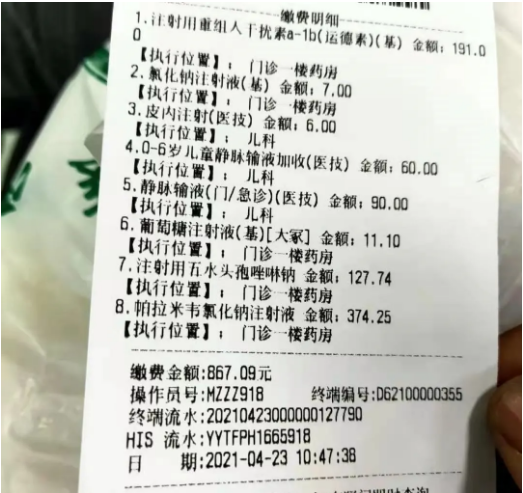 缴费明细
1.注射用重组人干扰素a-1b(运德素)(基) 金额: 191.0
0
【执行位置】: 门诊一楼药房
2.氯化钠注射液(基) 金额: 7.00
【执行位置】: 门诊一楼药房
3.皮内注射(医技) 金额: 6.00
【执行位置】: 儿科
4.0-6岁儿童静脉输液加收(医技) 金额: 60.00
【执行位置】: 儿科
5.静脉输液(门/急诊)(医技) 金额: 90.00
【执行位置】: 儿科
6.葡萄糖注射液(基)[大冢] 金额: 11.10
【执行位置】: 门诊一楼药房
7.注射用五水头孢唑啉钠 金额: 127.74
【执行位置】: 门诊一楼药房
8.帕拉米韦氯化钠注射液 金额: 374.25
【执行位置】: 门诊一楼药房
缴费金额:867.09元
操作员号:MZZZ918 终端编号:D62100000355
终端流水:20210423000000127790
HIS 流水:YYTFPH1665918
日 期:2021-04-23 10:47:38